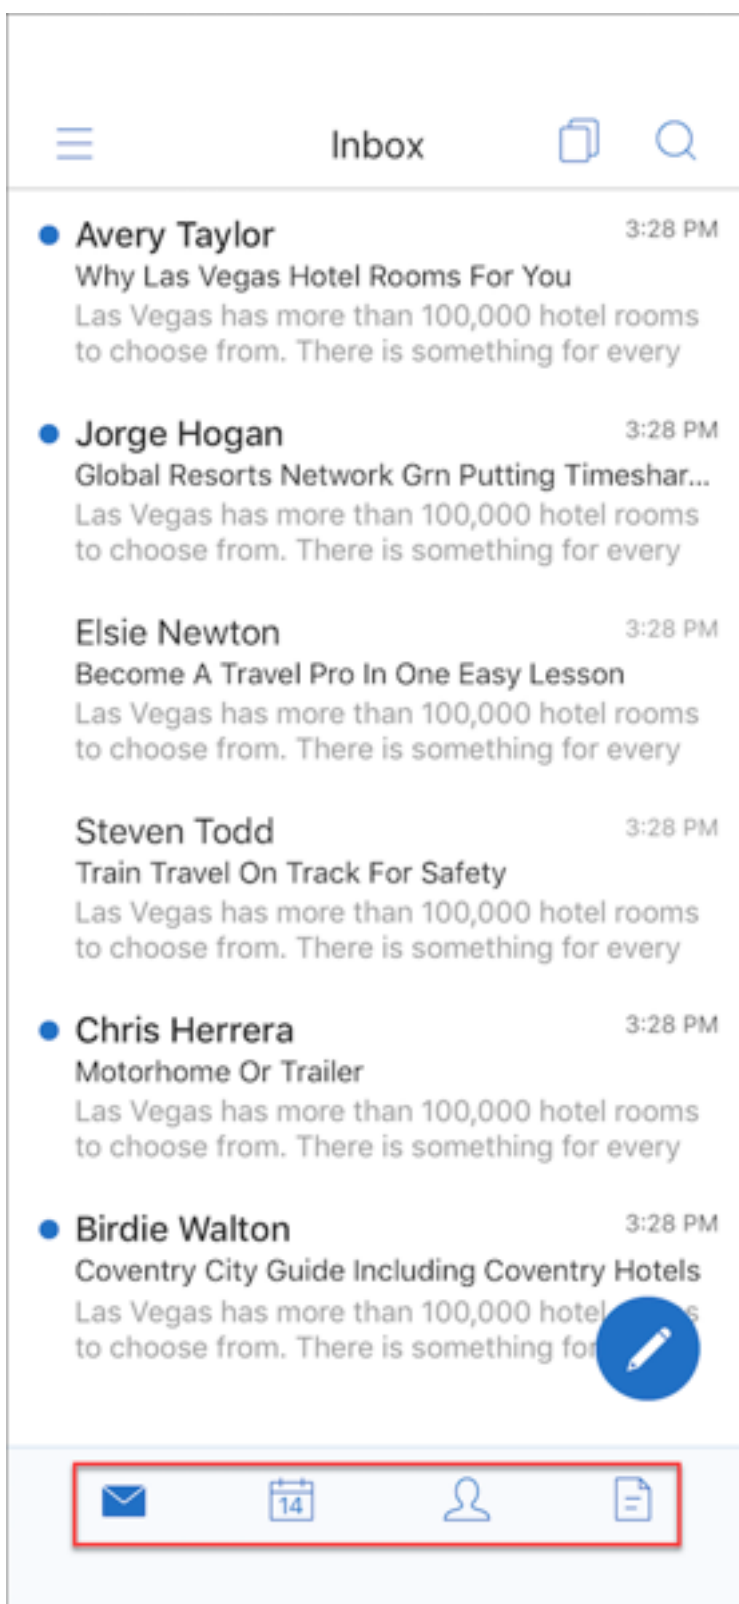 Inbox
Avery Taylor 3:28 PM
Why Las Vegas Hotel Rooms For You
Las Vegas has more than 100,000 hotel rooms
to choose from. There is something for every
Jorge Hogan 3:28 PM
Global Resorts Network Grn Putting Timeshar...
Las Vegas has more than 100,000 hotel rooms
to choose from. There is something for every
Elsie Newton 3:28 PM
Become A Travel Pro In One Easy Lesson
Las Vegas has more than 100,000 hotel rooms
to choose from. There is something for every
Steven Todd 3:28 PM
Train Travel On Track For Safety
Las Vegas has more than 100,000 hotel rooms
to choose from. There is something for every
Chris Herrera 3:28 PM
Motorhome Or Trailer
Las Vegas has more than 100,000 hotel rooms
to choose from. There is something for every
Birdie Walton 3:28 PM
Coventry City Guide Including Coventry Hotels
Las Vegas has more than 100,000 hotel
to choose from. There is something for
14